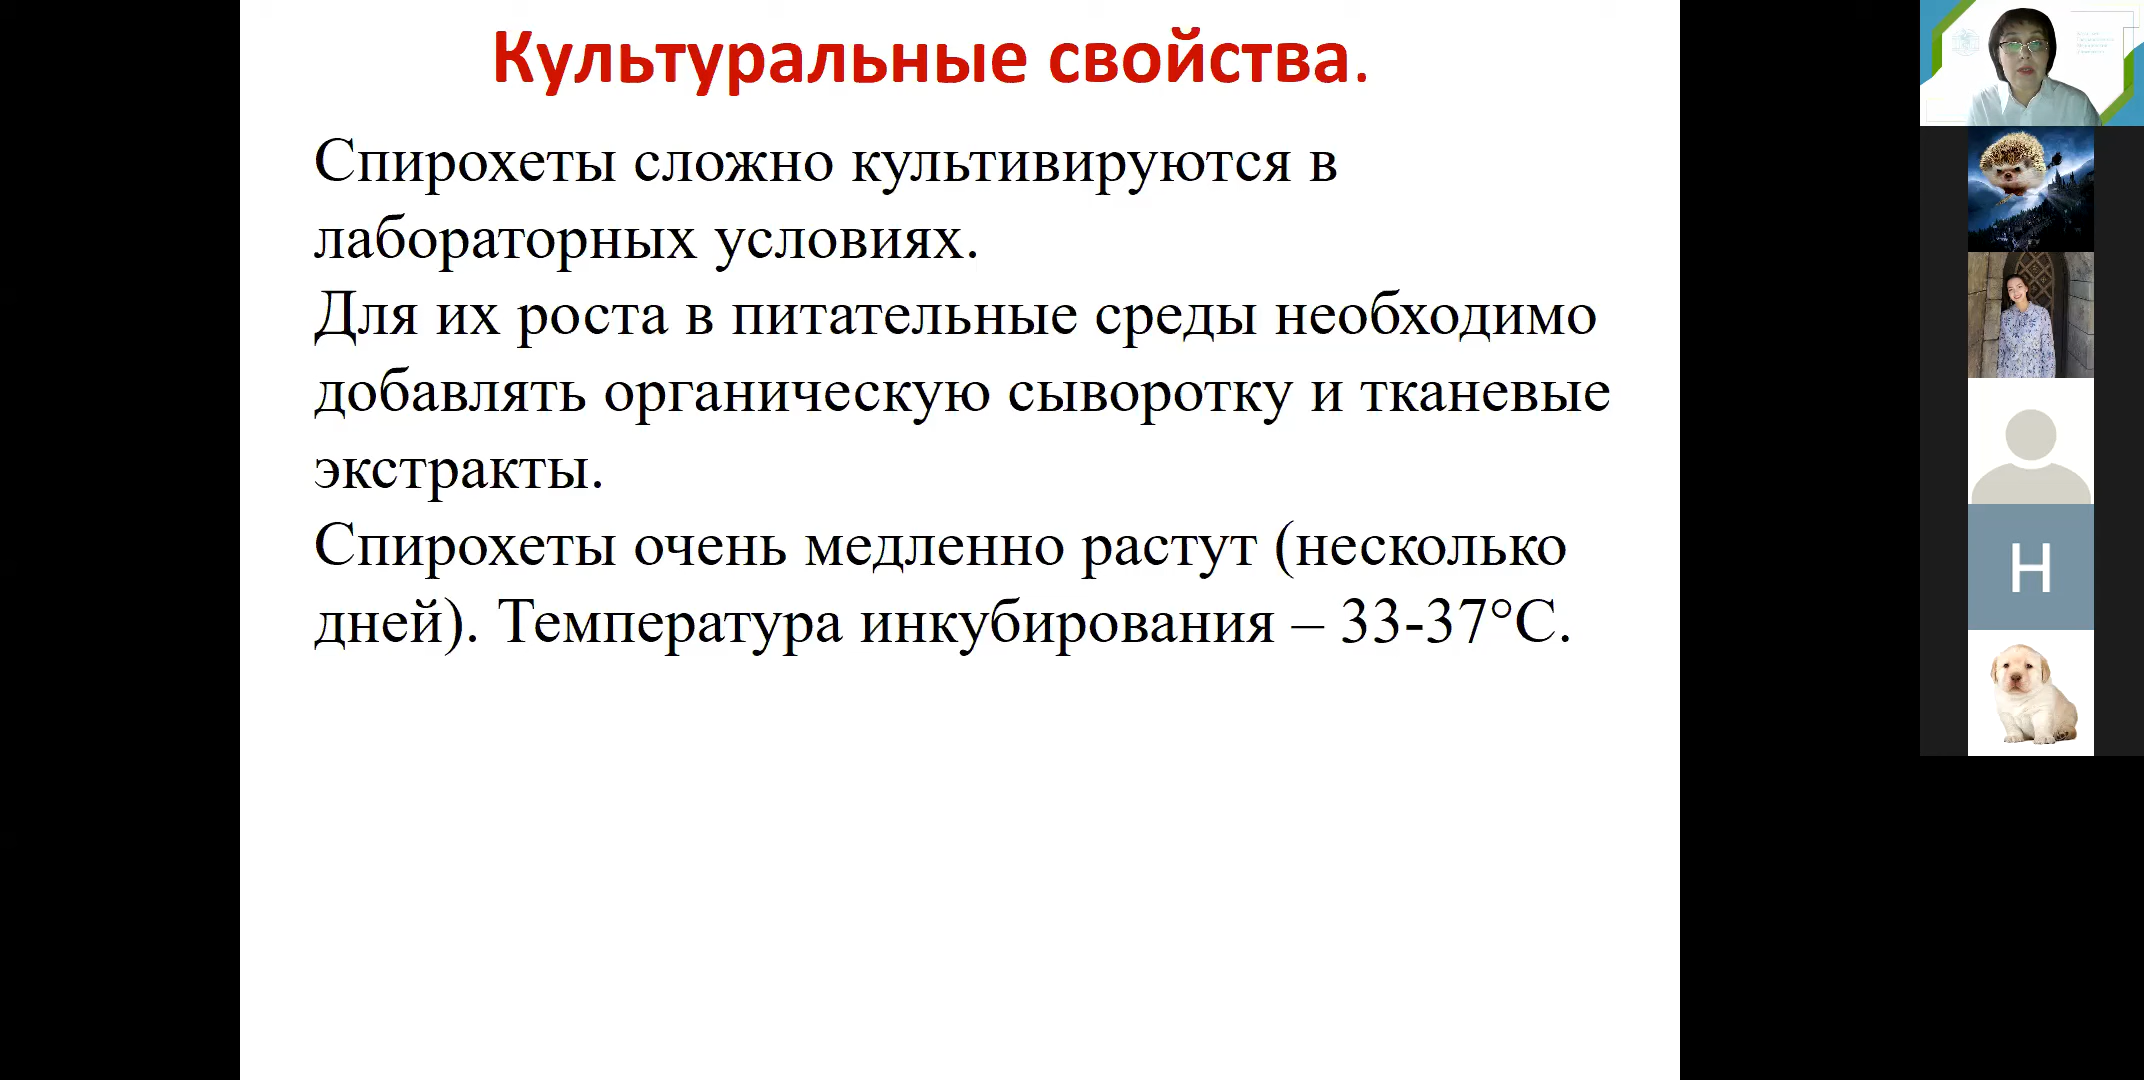 Культуральные свойства.
Спирохеты сложно культивируются в
лабораторных условиях.
Для их роста в питательные среды необходимо
добавлять органическую сыворотку и тканевые
экстракты.
Спирохеты очень медленно растут (несколько
дней). Температура инкубирования – 33-37°С.
Н